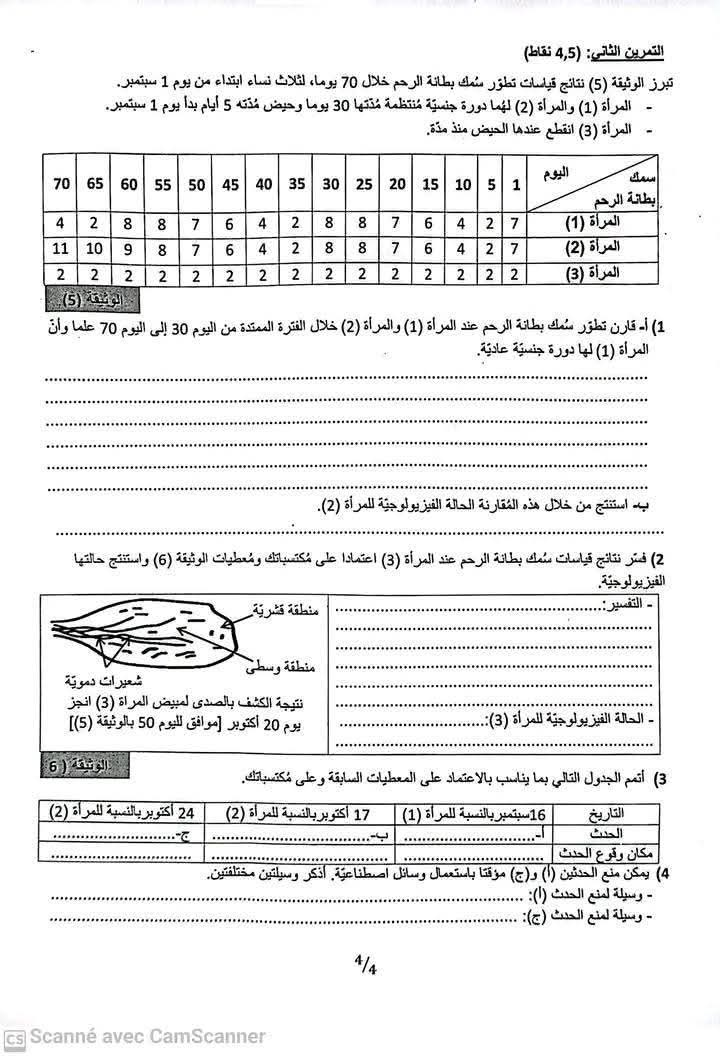 التمرين الثاني: (4,5 نقاط)
تبرز الوثيقة (5) نتائج قياسات تطوّر سُمك بطانة الرحم خلال 70 يوما، لثلاث نساء ابتداء من يوم 1 سبتمبر.
- المرأة (1) والمرأة (2) لهُما دورة جنسيّة مُنتظمة مُدّتها 30 يوما وحيض مُدّته 5 أيام بدأ يوم 1 سبتمبر.
- المرأة (3) انقطع عندها الحيض منذ مدّة.
اليوم سمك بطانة الرحم 1 5 10 15 20 25 30 35 40 45 50 55 60 65 70
المرأة (1) 7 2 4 6 7 8 8 2 4 6 7 8 8 2 4
المرأة (2) 7 2 4 6 7 8 8 2 4 6 7 8 9 10 11
المرأة (3) 2 2 2 2 2 2 2 2 2 2 2 2 2 2 2
الوثيقة (5)
1) أ- قارن تطوّر سُمك بطانة الرحم عند المرأة (1) والمرأة (2) خلال الفترة الممتدة من اليوم 30 إلى اليوم 70 علما وأنّ
المرأة (1) لها دورة جنسيّة عاديّة.
ب- استنتج من خلال هذه المُقارنة الحالة الفيزيولوجيّة للمرأة (2).
2) فسّر نتائج قياسات سُمك بطانة الرحم عند المرأة (3) اعتمادا على مُكتسباتك ومُعطيات الوثيقة (6) واستنتج حالتها
الفيزيولوجيّة.
- التفسير:
- الحالة الفيزيولوجيّة للمرأة (3):
منطقة قشريّة
منطقة وسطى
شعيرات دمويّة
نتيجة الكشف بالصدى لمبيض المراة (3) انجز
يوم 20 أكتوبر [موافق لليوم 50 بالوثيقة (5)]
الوثيقة ( 6
3) أتمم الجدول التالي بما يناسب بالاعتماد على المعطيات السابقة وعلى مُكتسباتك.
التاريخ 16سبتمبربالنسبة للمرأة (1) 17 أكتوبربالنسبة للمرأة (2) 24 أكتوبربالنسبة للمرأة (2)
الحدث أ- ب- ج-
مكان وقوع الحدث
4) يمكن منع الحدثين (أ) و(ج) مؤقتا باستعمال وسائل اصطناعيّة. أذكر وسيلتين مختلفتين.
- وسيلة لمنع الحدث (أ):
- وسيلة لمنع الحدث (ج):
4/4
CS Scanné avec CamScanner